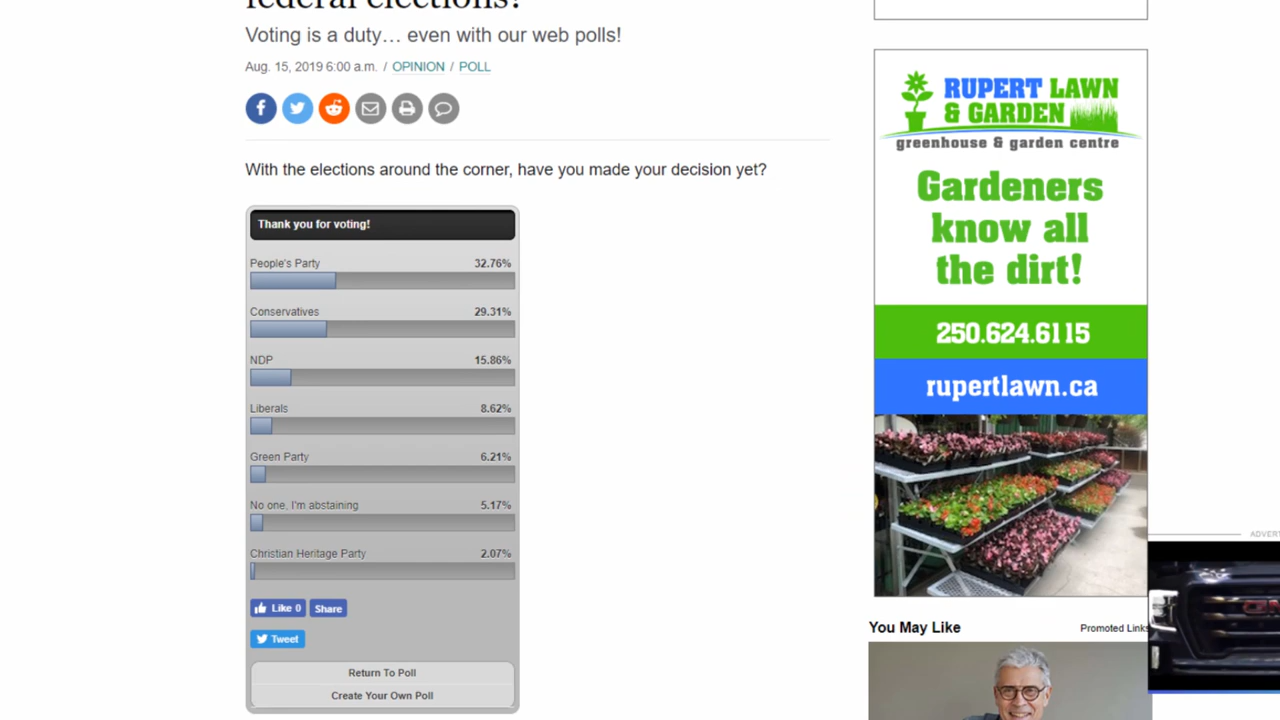 federal elections?
Voting is a duty… even with our web polls!
Aug. 15, 2019 6:00 a.m. / OPINION / POLL
With the elections around the corner, have you made your decision yet?
Thank you for voting!
People's Party 32.76%
Conservatives 29.31%
NDP 15.86%
Liberals 8.62%
Green Party 6.21%
No one, I'm abstaining 5.17%
Christian Heritage Party 2.07%
Like 0 Share
Tweet
Return To Poll
Create Your Own Poll
RUPERT LAWN
& GARDEN
greenhouse & garden centre
Gardeners
know all
the dirt!
250.624.6115
rupertlawn.ca
ADVERT
You May Like Promoted Links